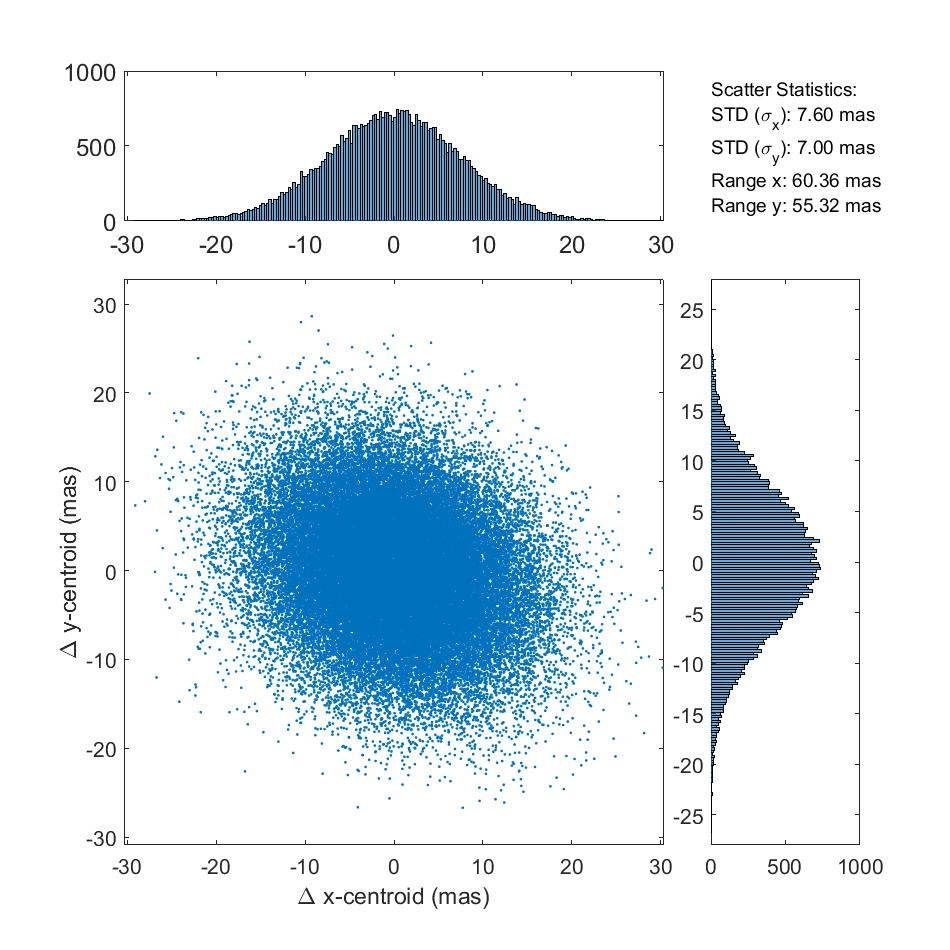 1000
500
0
-30 -20 -10 0 10 20 30
Scatter Statistics:
STD (σx): 7.60 mas
STD (σy): 7.00 mas
Range x: 60.36 mas
Range y: 55.32 mas
30
20
10
0
-10
-20
-30
Δ y-centroid (mas)
-30 -20 -10 0 10 20 30
Δ x-centroid (mas)
25
20
15
10
5
0
-5
-10
-15
-20
-25
0 500 1000